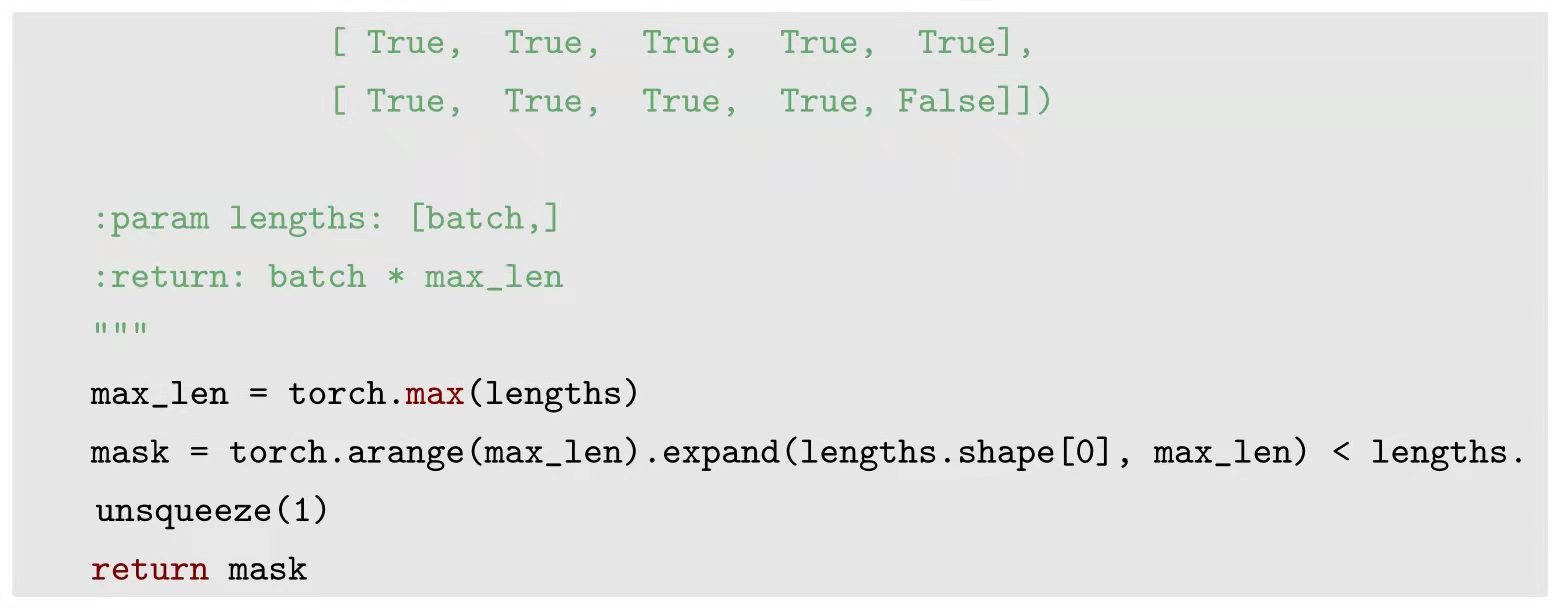 [ True,  True,  True,  True,  True],
[ True,  True,  True,  True, False]])
:param lengths: [batch,]
:return: batch * max_len
"""
max_len = torch.max(lengths)
mask = torch.arange(max_len).expand(lengths.shape[0], max_len) < lengths.
unsqueeze(1)
return mask